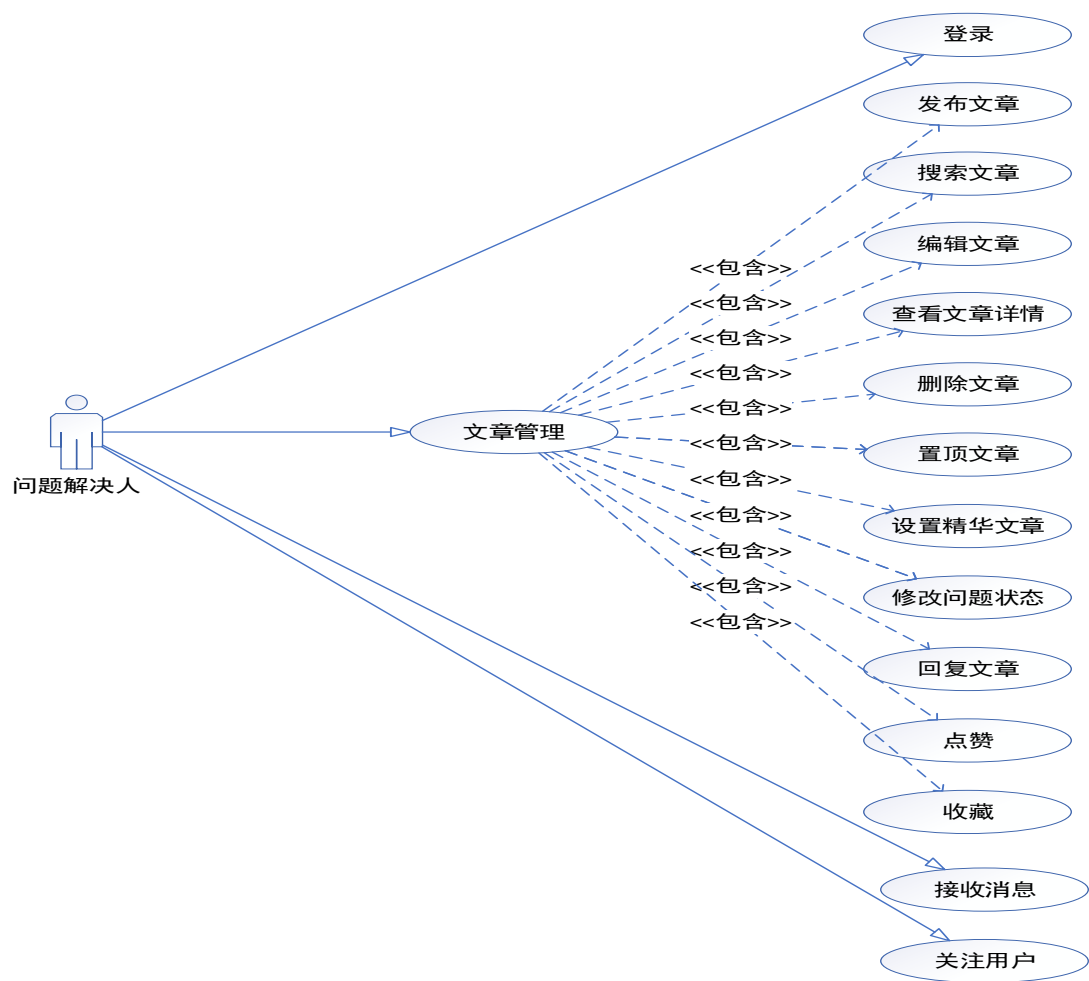 登录
发布文章
搜索文章
编辑文章
<<包含>>
<<包含>>
查看文章详情
<<包含>>
<<包含>>
删除文章
<<包含>>
文章管理
<<包含>>
置顶文章
问题解决人
<<包含>>
<<包含>>
设置精华文章
<<包含>>
<<包含>>
修改问题状态
<<包含>>
回复文章
点赞
收藏
接收消息
关注用户